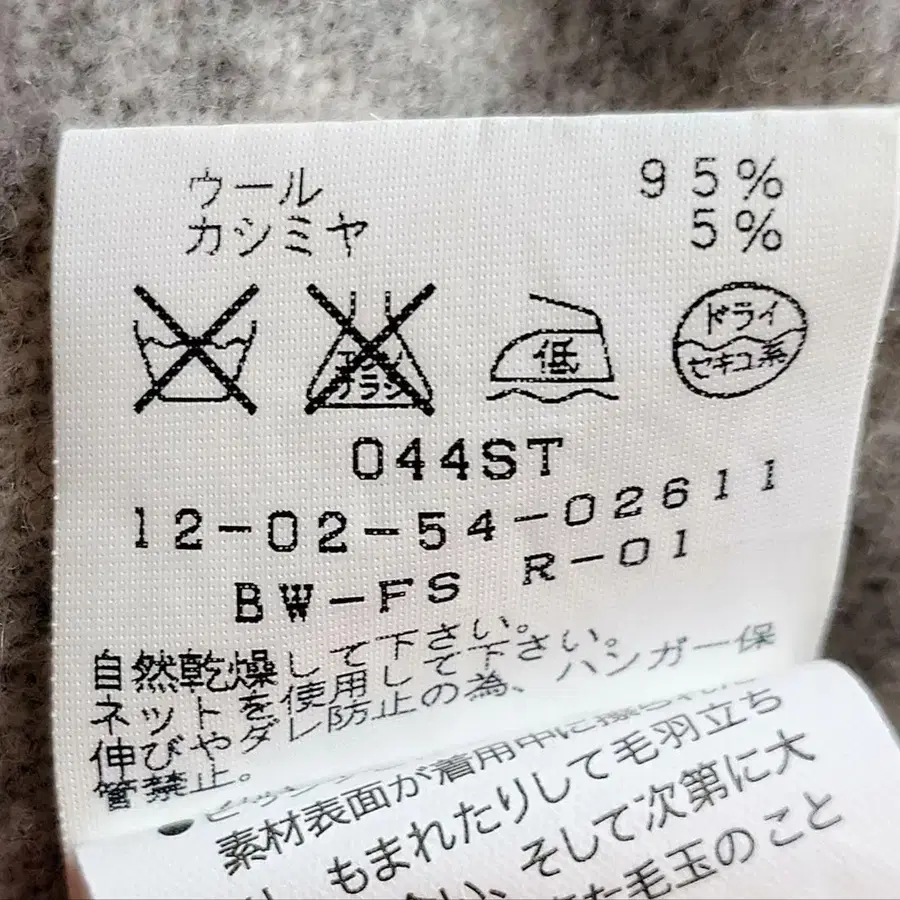 ウール 95%
カシミヤ 5%
低
ドライ
セキユ系
044ST
12-02-54-02611
BW-FS R-01
自然乾燥して下さい。
ネットを使用して下さい。
伸びやダレ防止の為、ハンガー保
管禁止。
素材表面が着用中に
りして毛羽立ち
もまれたり
そして次第に大
毛玉のこと